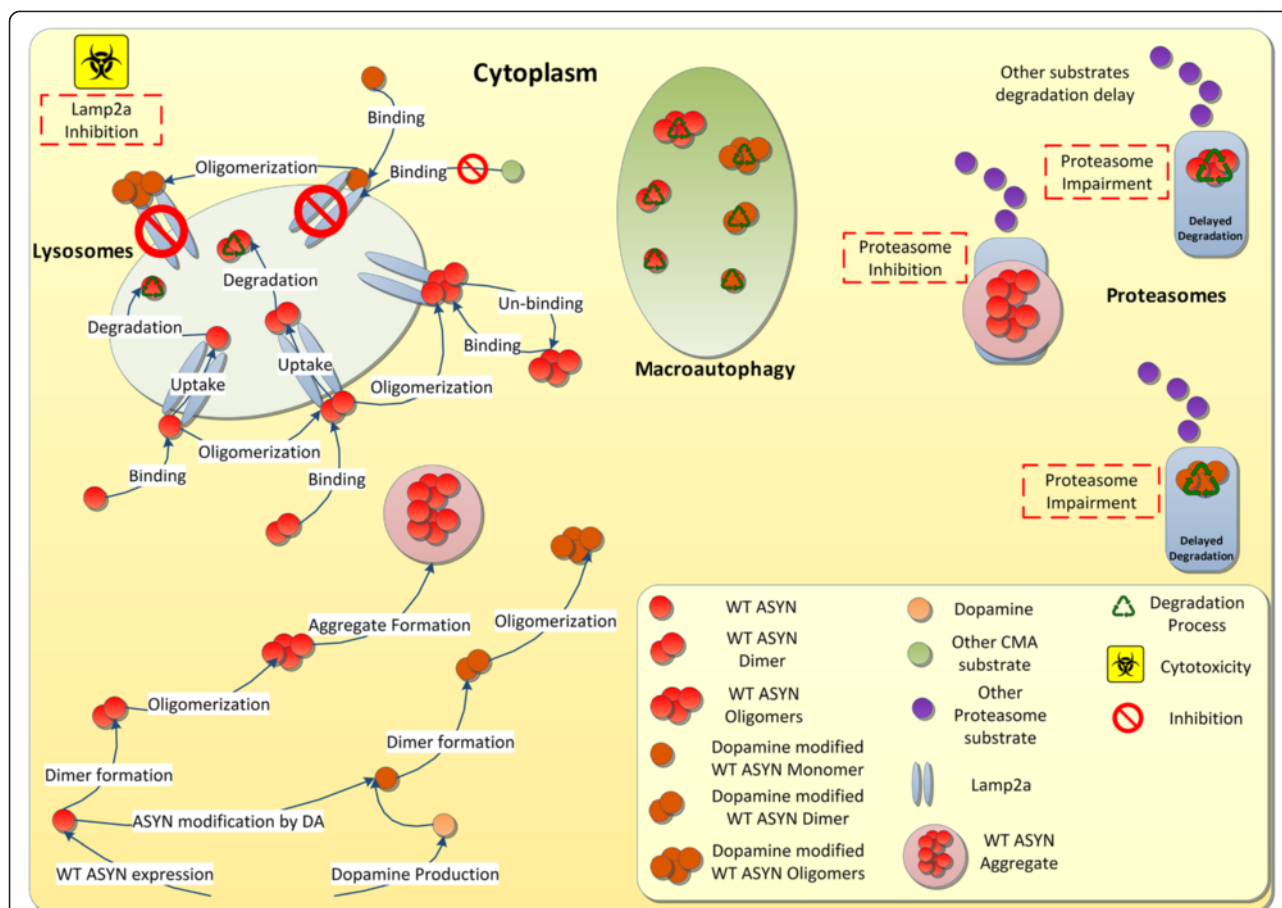 Cytoplasm
Lamp2a
Inhibition
Binding
Oligomerization
Binding
Lysosomes
Degradation
Degradation
Uptake
Uptake
Un-binding
Binding
Oligomerization
Oligomerization
Binding
Binding
Macroautophagy
Other substrates
degradation delay
Proteasome
Impairment
Delayed
Degradation
Proteasome
Inhibition
Proteasomes
Proteasome
Impairment
Delayed
Degradation
Aggregate Formation
Oligomerization
Oligomerization
Dimer formation
Dimer formation
ASYN modification by DA
WT ASYN expression
Dopamine Production
WT ASYN
WT ASYN
Dimer
WT ASYN
Oligomers
Dopamine modified
WT ASYN Monomer
Dopamine modified
WT ASYN Dimer
Dopamine modified
WT ASYN Oligomers
Dopamine
Other CMA
substrate
Other
Proteasome
substrate
Lamp2a
WT ASYN
Aggregate
Degradation
Process
Cytotoxicity
Inhibition